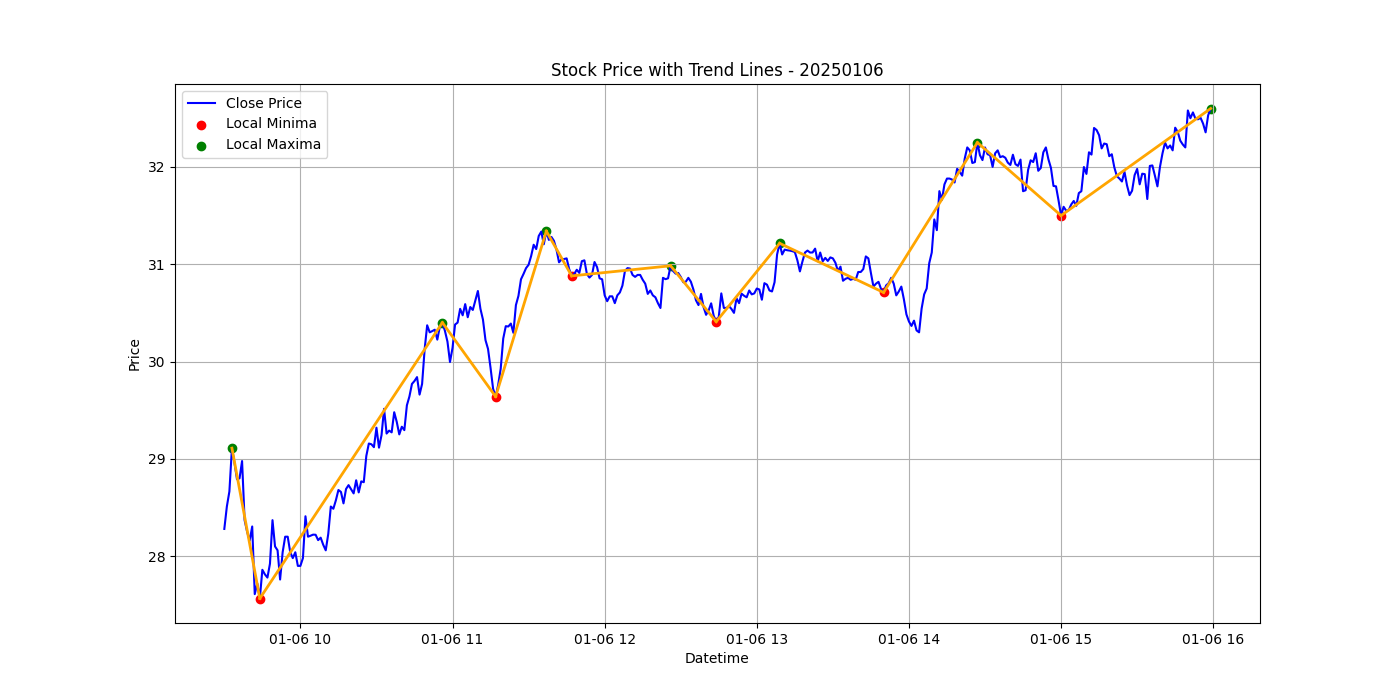 Stock Price with Trend Lines - 20250106
Close Price
Local Minima
Local Maxima
Price
32
31
30
29
28
01-06 10
01-06 11
01-06 12
01-06 13
01-06 14
01-06 15
01-06 16
Datetime